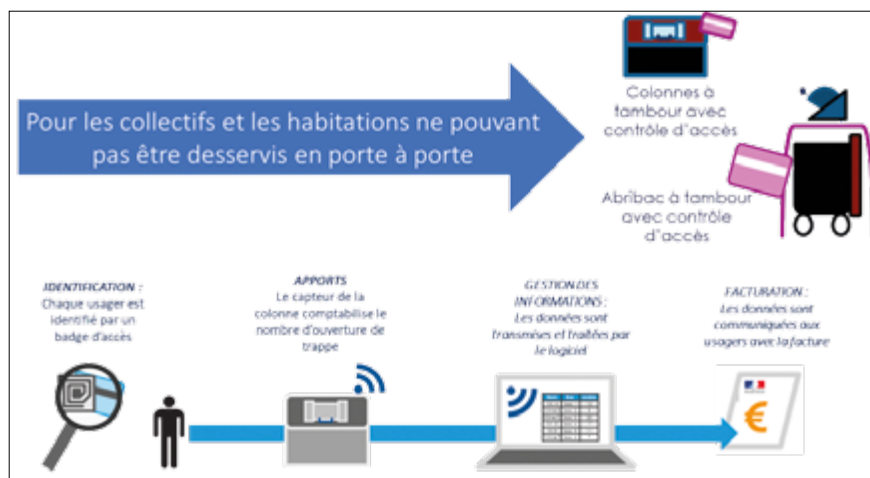 Pour les collectifs et les habitations ne pouvant
pas être desservis en porte à porte
Colonnes à
tambour avec
contrôle d'accès
Abribac à tambour
avec contrôle
d'accès
IDENTIFICATION :
Chaque usager est
identifié par un
badge d'accès
APPORTS
Le capteur de la
colonne comptabilise le
nombre d'ouverture de
trappe
GESTION DES
INFORMATIONS :
Les données sont
transmises et traitées par
le logiciel
FACTURATION :
Les données sont
communiquées aux
usagers avec la facture
€